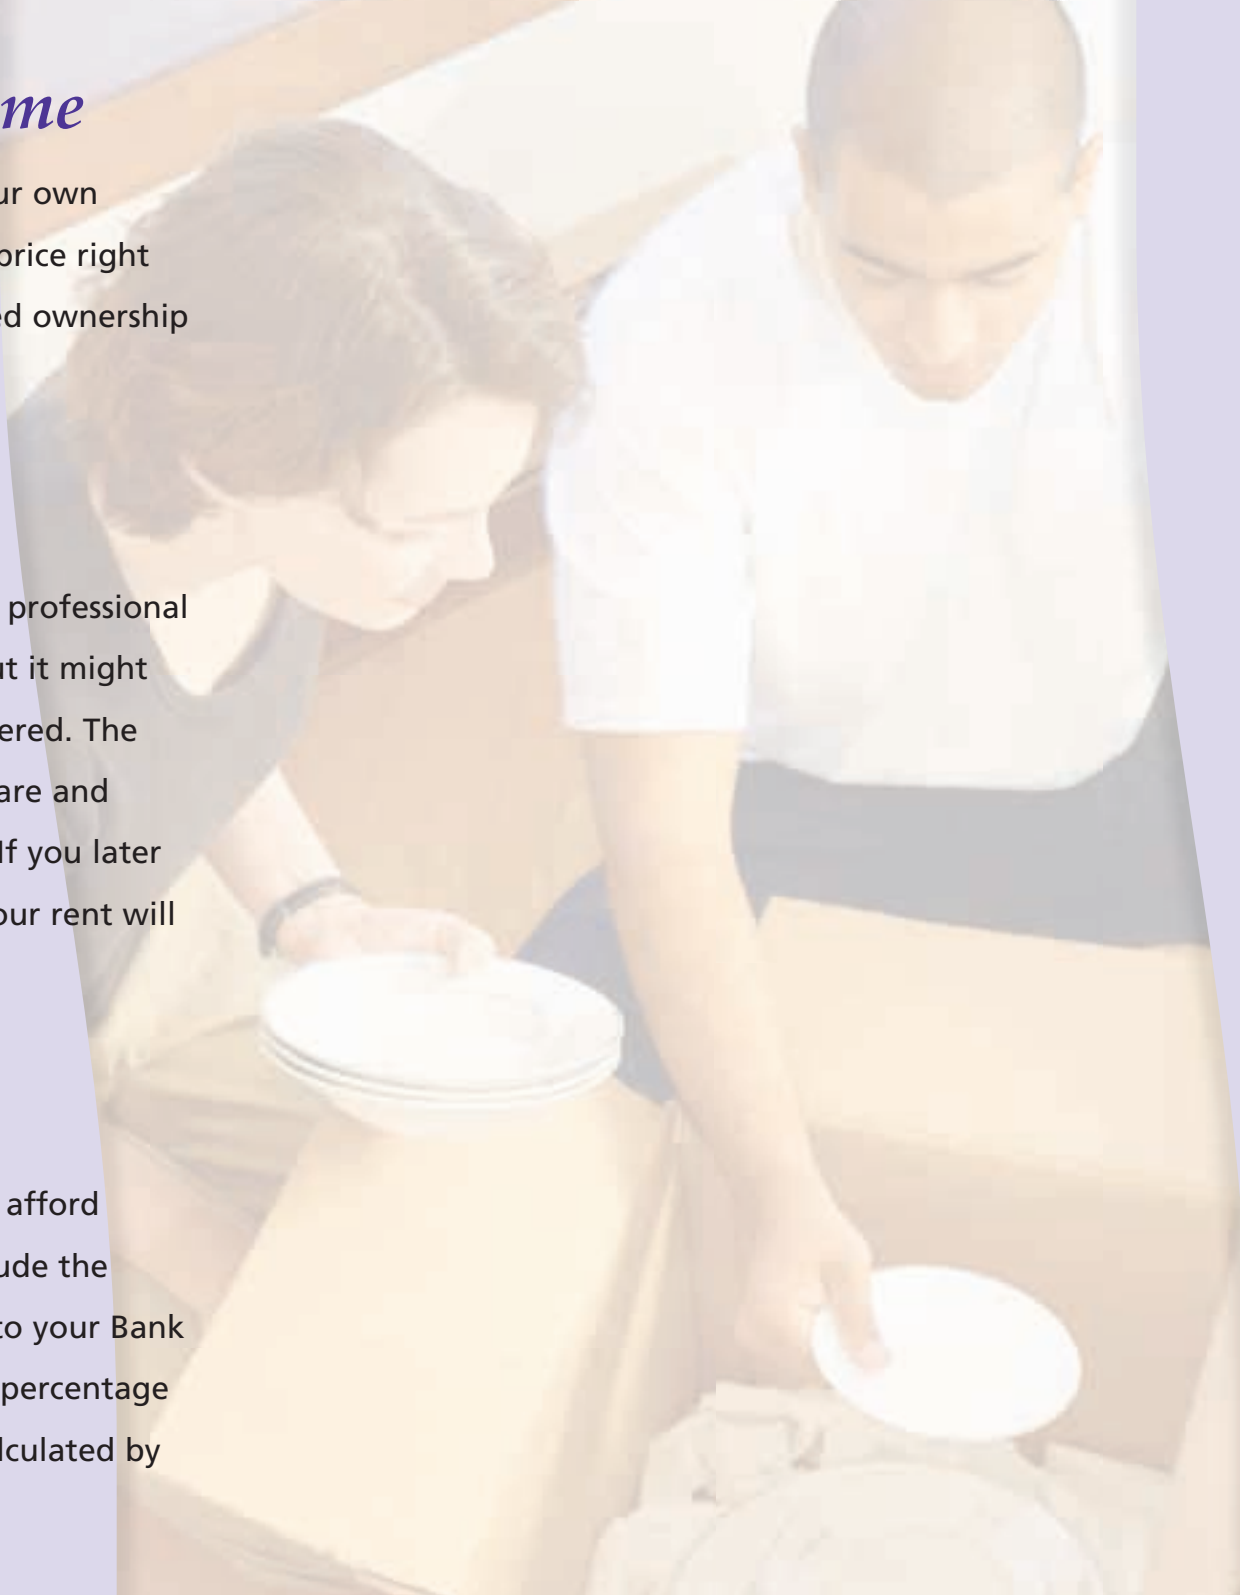 me
ur own
price right
ed ownership
professional
ut it might
ered. The
are and
If you later
our rent will
afford
ude the
to your Bank
percentage
lculated by